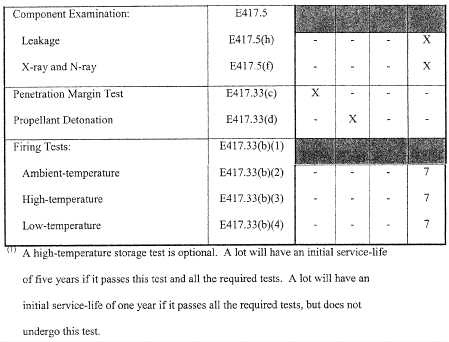 Component Examination: E417.5
Leakage E417.5(h) - - - X
X-ray and N-ray E417.5(f) - - - X
Penetration Margin Test E417.33(c) X - - -
Propellant Detonation E417.33(d) - X - -
Firing Tests: E417.33(b)(1)
Ambient-temperature E417.33(b)(2) - - - 7
High-temperature E417.33(b)(3) - - - 7
Low-temperature E417.33(b)(4) - - - 7
(1) A high-temperature storage test is optional. A lot will have an initial service-life
of five years if it passes this test and all the required tests. A lot will have an
initial service-life of one year if it passes all the required tests, but does not
undergo this test.